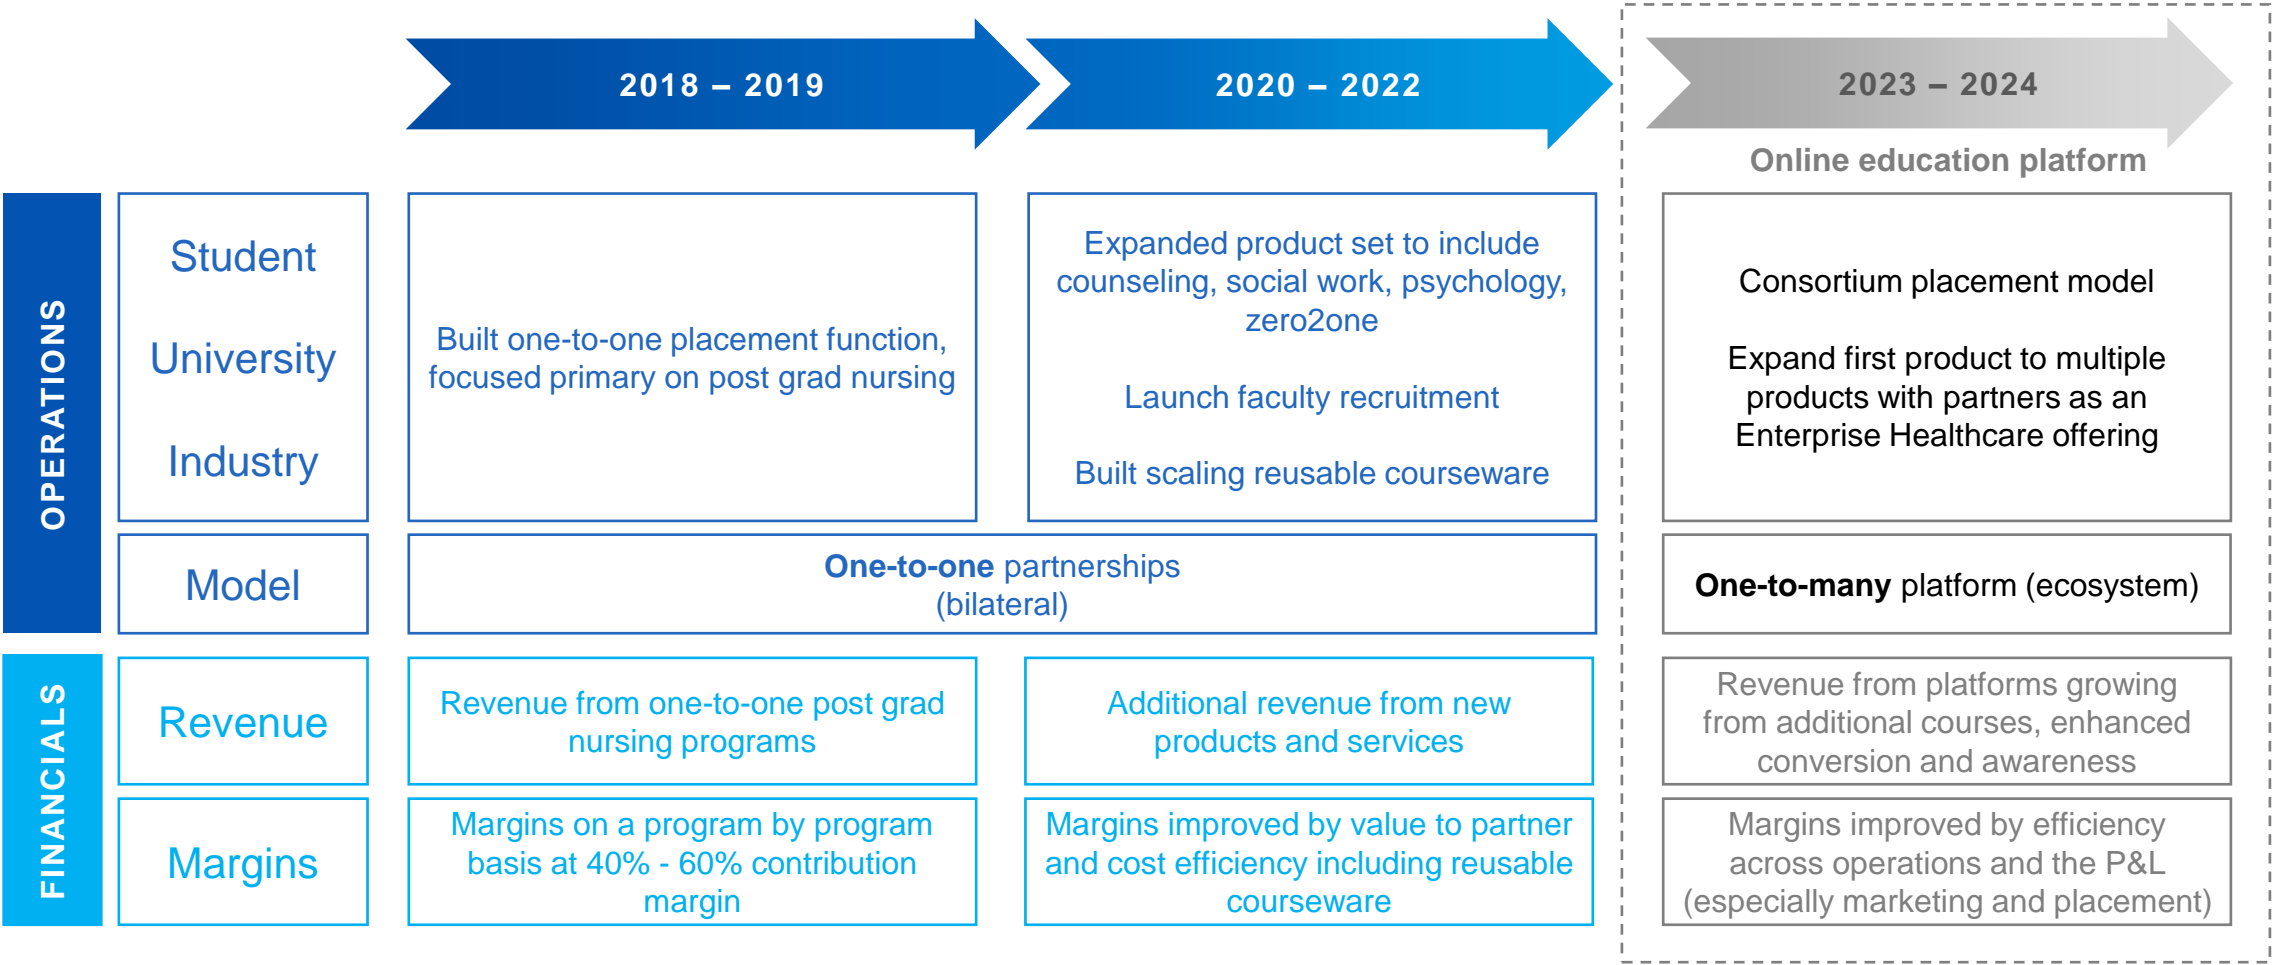 2018 – 2019
2020 – 2022
2023 – 2024
Online education platform
OPERATIONS
Student
University
Industry
Built one-to-one placement function,
focused primary on post grad nursing
Expanded product set to include
counseling, social work, psychology,
zero2one
Launch faculty recruitment
Built scaling reusable courseware
Consortium placement model
Expand first product to multiple
products with partners as an
Enterprise Healthcare offering
Model
One-to-one partnerships
(bilateral)
One-to-many platform (ecosystem)
FINANCIALS
Revenue
Revenue from one-to-one post grad
nursing programs
Additional revenue from new
products and services
Revenue from platforms growing
from additional courses, enhanced
conversion and awareness
Margins
Margins on a program by program
basis at 40% - 60% contribution
margin
Margins improved by value to partner
and cost efficiency including reusable
courseware
Margins improved by efficiency
across operations and the P&L
(especially marketing and placement)